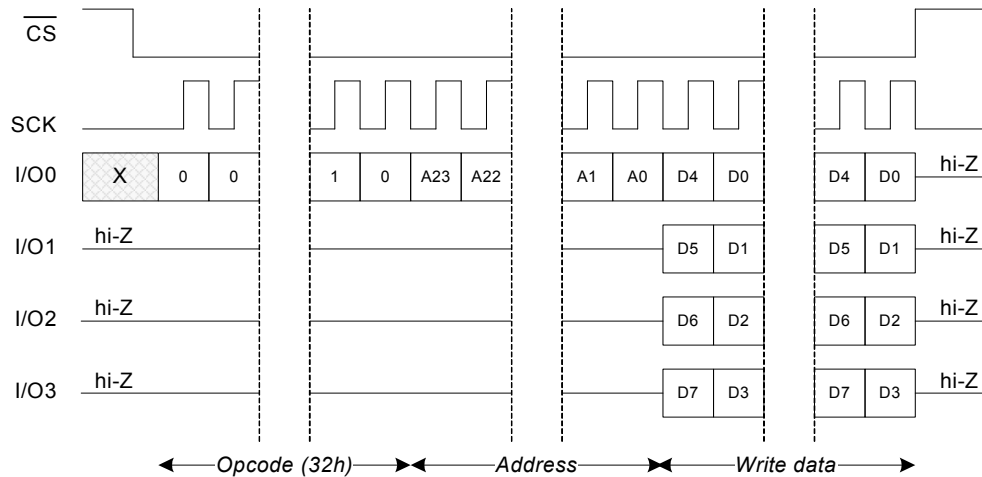 CS
SCK
I/O0 X 0 0 1 0 A23 A22 A1 A0 D4 D0 D4 D0 hi-Z
I/O1 hi-Z D5 D1 D5 D1 hi-Z
I/O2 hi-Z D6 D2 D6 D2 hi-Z
I/O3 hi-Z D7 D3 D7 D3 hi-Z
Opcode (32h) Address Write data